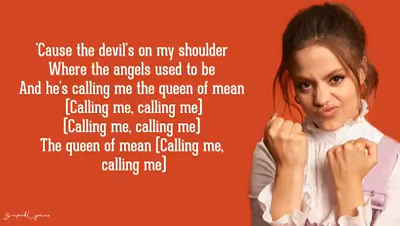 'Cause the devil's on my shoulder
Where the angels used to be
And he's calling me the queen of mean
[Calling me, calling me]
[Calling me, calling me]
The queen of mean [Calling me,
calling me]